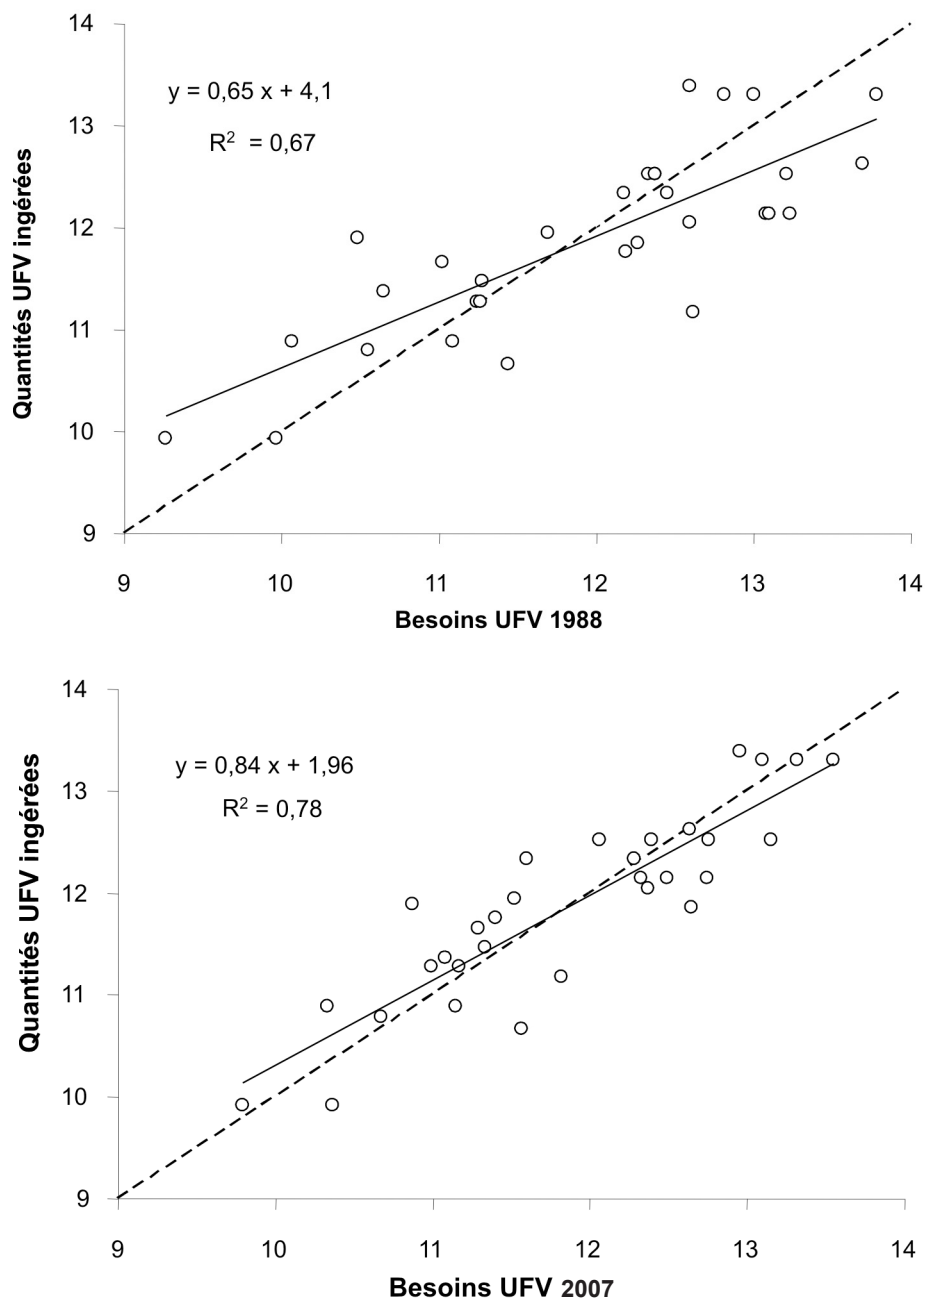 14
13
12
11
10
9
Quantités UFV ingérées
y = 0,65 x + 4,1
R² = 0,67
9 10 11 12 13 14
Besoins UFV 1988
14
13
12
11
10
9
Quantités UFV ingérées
y = 0,84 x + 1,96
R² = 0,78
9 10 11 12 13 14
Besoins UFV 2007